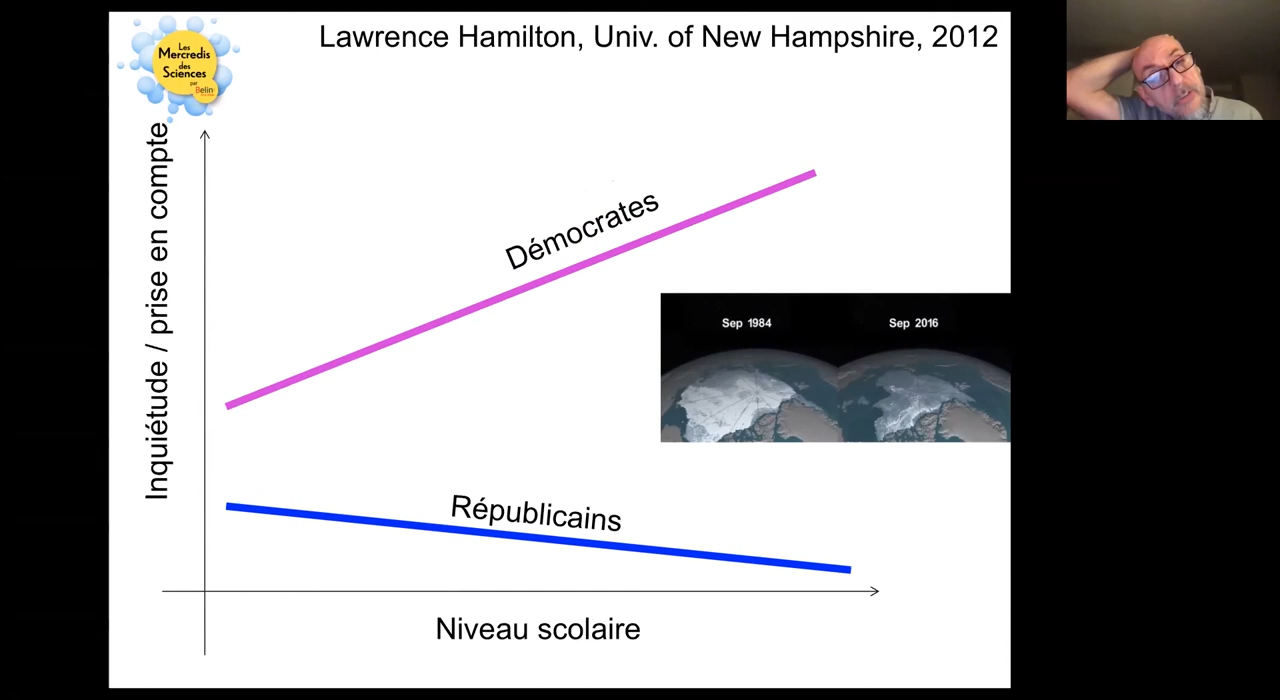 Les
Mercredis
des
Sciences
par
Belin
Lawrence Hamilton, Univ. of New Hampshire, 2012
Inquiétude / prise en compte
Démocrates
Sep 1984
Sep 2016
Républicains
Niveau scolaire